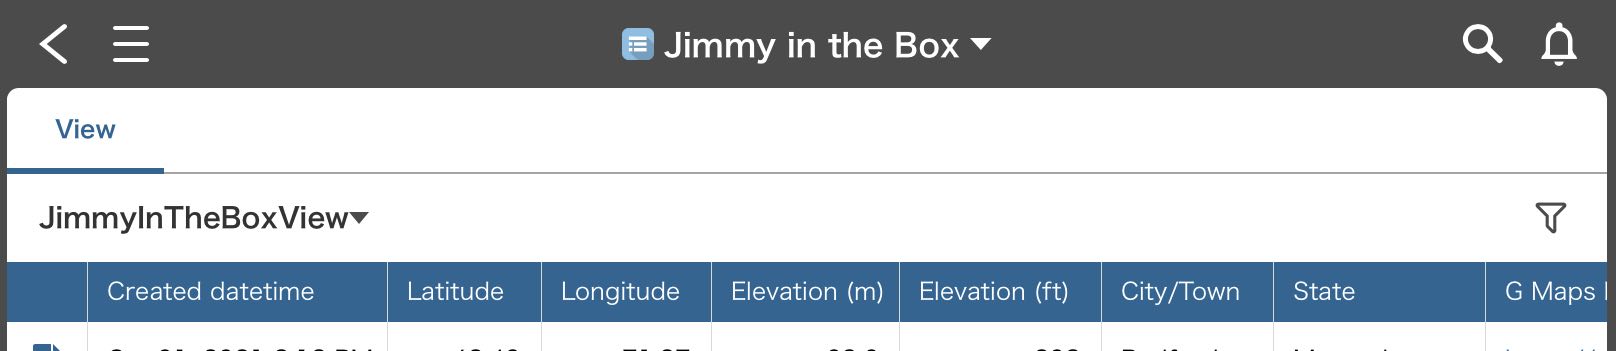 Jimmy in the Box
View
JimmyInTheBoxView
Created datetime Latitude Longitude Elevation (m) Elevation (ft) City/Town State G Maps